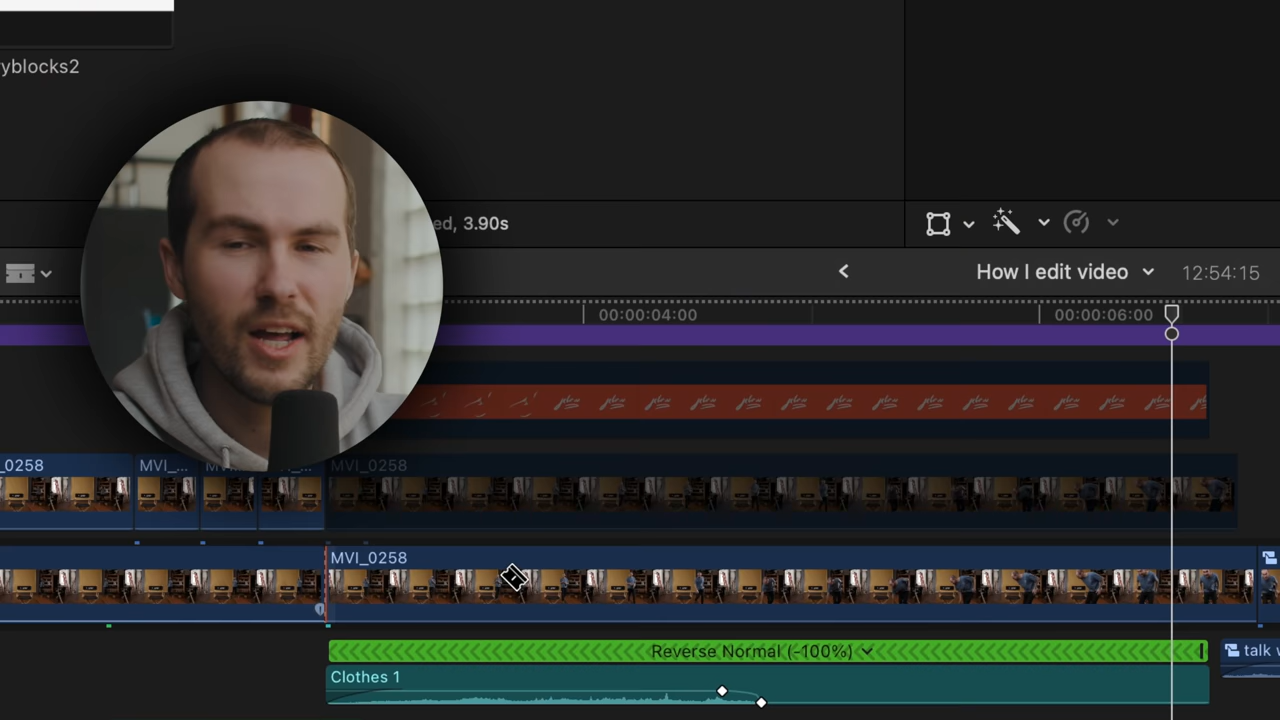 yblocks2
ed, 3.90s
How I edit video
12:54:15
00:00:04:00
00:00:06:00
_0258
MVI_...
MVI_0258
MVI_0258
Reverse Normal (-100%)
Clothes 1
talk